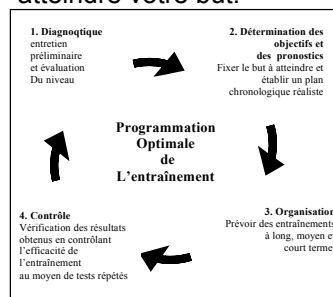 atteindre votre but.
1. Diagnoqtique
entretien
préliminaire
et évaluation
Du niveau
2. Détermination des
objectifs et
des pronostics
Fixer le but à atteindre et
établir un plan
chronologique réaliste
Programmation
Optimale
de
L'entraînement
4. Contrôle
Vérification des résultats
obtenus en contrôlant
l'efficacité de
l'entraînement
au moyen de tests répétés
3. Organisation
Prévoir des entraînements
à long, moyen et
court terme